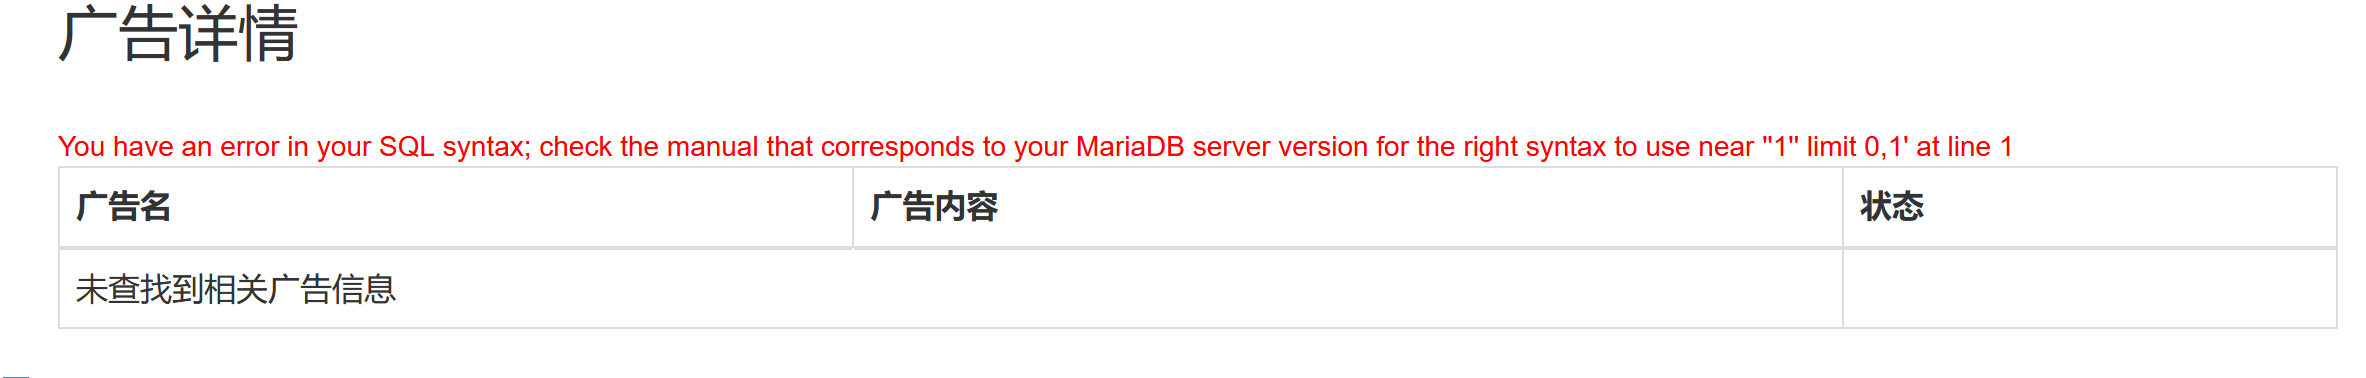 广告详情
You have an error in your SQL syntax; check the manual that corresponds to your MariaDB server version for the right syntax to use near ''1'' limit 0,1' at line 1
广告名 广告内容 状态
未查找到相关广告信息